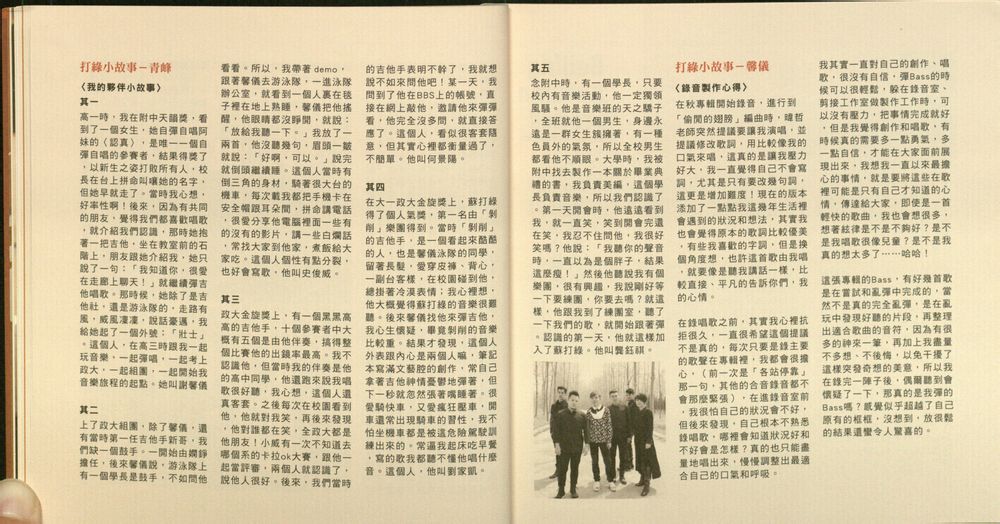 打綠小故事－青峰
〈我的夥伴小故事〉
其一
高一時，我在附中天韻獎，看
到了一個女生，她自彈自唱阿
妹的〈認真〉，是唯一一個自
彈自唱的參賽者，結果得獎了
，以新生之姿打敗所有人，校
長在台上拼命叫嚷她的名字，
但她早就走了。當時我心想，
好率性啊！後來，因為有共同
的朋友，覺得我們都喜歡唱歌
，就介紹我們認識，那時她抱
著一把吉他，坐在教室前的石
階上，朋友跟她介紹我，她只
說了一句：「我知道你，很愛
在走廊上聊天！」就繼續彈吉
他唱歌。那時候，她除了是吉
他社，還是游泳隊的，走路有
風，威風凜凜，說話豪邁，我
給她起了一個外號：「壯士」
。這個人，在高三時跟我一起
玩音樂，一起彈唱，一起考上
政大，一起組團，一起開始我
音樂旅程的起點。她叫謝馨儀
其二
上了政大組團，除了馨儀，還
有當時第一任吉他手新哥，我
們缺一個鼓手。一開始由嫻錚
擔任，後來馨儀說，游泳隊上
有一個學長是鼓手，不如問他
看看。所以，我帶著 demo，
跟著馨儀去游泳隊，一進泳隊
辦公室，就看到一個人裹在毯
子裡在地上熟睡，馨儀把他搖
醒，他眼睛都沒睜開，就說：
「放給我聽一下。」我放了一
兩首，他沒聽幾句，眉頭一皺
就說：「好啊，可以。」說完
就倒頭繼續睡。這個人當時有
倒三角的身材，騎著很大台的
機車，每次載我都把手機卡在
安全帽跟耳朵間，拼命講電話
，很愛分享他電腦裡面一些有
的沒有的影片，講一些白爛話
，常找大家到他家，煮飯給大
家吃。這個人個性有點分裂，
也好會寫歌，他叫史俊威。
其三
政大金旋獎上，有一個黑黑高
高的吉他手，十個參賽者中大
概有五個是由他伴奏，搞得整
個比賽他的出鏡率最高。我不
認識他，但當時我的伴奏是他
的高中同學，他還跑來說我唱
歌很好聽，我心想，這個人還
真客套。之後每次在校園看到
他，他就對我笑，再後來發現
，他對誰都在笑，全政大都是
他朋友！小威有一次不知道去
哪個系的卡拉ok大賽，跟他一
起當評審，兩個人就認識了，
說他人很好。後來，我們當時
的吉他手表明不幹了，我就想
說不如來問他吧！某一天，我
問到了他在BBS上的帳號，直
接在網上敲他，邀請他來彈彈
看，他完全沒多問，就直接答
應了。這個人，看似很客套隨
意，但其實心裡都衡量過了，
不簡單。他叫何景揚。
其四
在大一政大金旋獎上，蘇打綠
得了個人氣獎，第一名由「剝
削」樂團得到。當時「剝削」
的吉他手，是一個看起來酷酷
的人，也是馨儀泳隊的同學，
留著長髮，愛穿皮褲、背心，
一副台客樣，在校園碰到他，
總拽著冷漠表情；我心裡想，
他大概覺得蘇打綠的音樂很難
聽。後來馨儀找他來彈吉他，
我心生懷疑，畢竟剝削的音樂
比較重。結果才發現，這個人
外表跟內心是兩個人嘛，筆記
本寫滿文藝腔的創作，常自己
拿著吉他神情憂鬱地彈著，但
下一秒就忽然張著嘴睡著。很
愛騎快車，又愛瘋狂壓車，開
車還常出現騎車的習性，我不
怕坐機車都是被這危險駕駛訓
練出來的。常逼我起床吃早餐
，寫的歌我都聽不懂他唱什麼
音。這個人，他叫劉家凱。
其五
念附中時，有一個學長，只要
校內有音樂活動，他一定獨領
風騷。他是音樂班的天之驕子
，全班就他一個男生，身邊永
遠是一群女生簇擁著，有一種
色員外的氣氛，所以全校男生
都看他不順眼。大學時，我被
附中找去製作一本關於畢業典
禮的書，我負責美編，這個學
長負責音樂，所以我們認識了
。第一天開會時，他遠遠看到
我，就一直笑，笑到開會完還
在笑，我忍不住問他，我很好
笑嗎？他說：「我聽你的聲音
時，一直以為是個胖子，結果
這麼瘦！」然後他聽說我有個
樂團，很有興趣，我說剛好等
一下要練團，你要去嗎？就這
樣，他跟我到了練團室，聽了
一下我們的歌，就開始跟著彈
。認識的第一天，他就這樣加
入了蘇打綠。他叫龔鈺祺。
打綠小故事－馨儀
〈錄音製作心得〉
在秋專輯開始錄音，進行到
「偷閒的翅膀」編曲時，暐哲
老師突然提議要讓我演唱，並
提議修改歌詞，用比較像我的
口氣來唱，這真的是讓我壓力
好大，我一直覺得自己不會寫
詞，尤其是只有要改幾句詞，
這更是增加難度！現在的版本
添加了一點點我這幾年生活裡
會遇到的狀況和想法，其實我
也會覺得原本的歌詞比較優美
，有些我喜歡的字詞，但是換
個角度想，也許這首歌由我唱
，就要像是聽我講話一樣，比
較直接、平凡的告訴你們，我
的心情。
在錄唱歌之前，其實我心裡抗
拒很久，一直很希望這個提議
不是真的，每次只要是錄主要
的歌聲在專輯裡，我都會很擔
心，（前一次是「各站停靠」
那一句，其他的合音錄音都不
會那麼緊張），在進錄音室前
，我很怕自己的狀況會不好，
但後來發現，自己根本不熟悉
錄唱歌，哪裡會知道狀況好和
不好會是怎樣？真的也只能盡
量地唱出來，慢慢調整出最適
合自己的口氣和呼吸。
我其實一直對自己的創作、唱
歌，很沒有自信，彈Bass的時
候可以很輕鬆，躲在錄音室、
剪接工作室做製作工作時，可
以沒有壓力，把事情完成就好
，但是我覺得創作和唱歌，有
時候真的需要多一點勇氣，多
一點自信，才能在大家面前展
現出來，我想我一直以來最擔
心的事情，就是要將這些在歌
裡可能是只有自己才知道的心
情，傳達給大家，即使是一首
輕快的歌曲，我也會想很多，
想著結律是不是不夠好？是不
是我唱歌很像兒童？是不是我
真的想太多了……哈哈！
這張專輯的Bass，有好幾首歌
是在嘗試和亂彈中完成的，當
然不是真的完全亂彈，是在亂
玩中發現好聽的片段，再整理
出適合歌曲的音符，因為有很
多的神來一筆，再加上我盡量
不多想、不後悔，以免干擾了
這樣突發奇想的美意，所以我
在錄完一陣子後，偶爾聽到會
懷疑了一下，那真的是我彈的
Bass嗎？感覺似乎超越了自己
原有的框框，沒想到，放很鬆
的結果還蠻令人驚喜的。